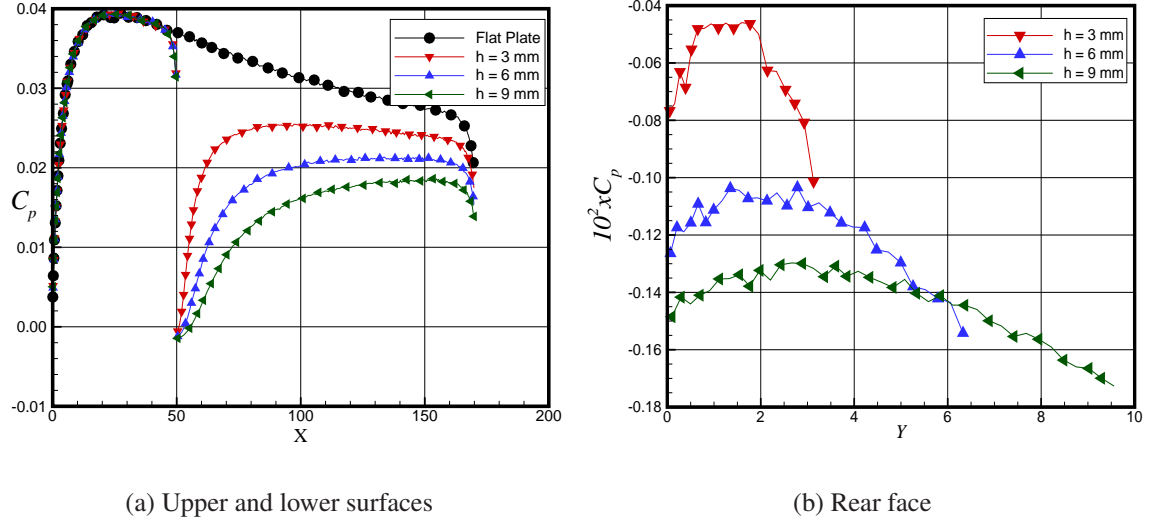 0.04
0.03
0.02
0.01
0.00
-0.01
C_p
0
50
100
150
200
X
Flat Plate
h = 3 mm
h = 6 mm
h = 9 mm
(a) Upper and lower surfaces
-0.04
-0.06
-0.08
-0.10
-0.12
-0.14
-0.16
-0.18
10^2xC_p
0
2
4
6
8
10
Y
h = 3 mm
h = 6 mm
h = 9 mm
(b) Rear face